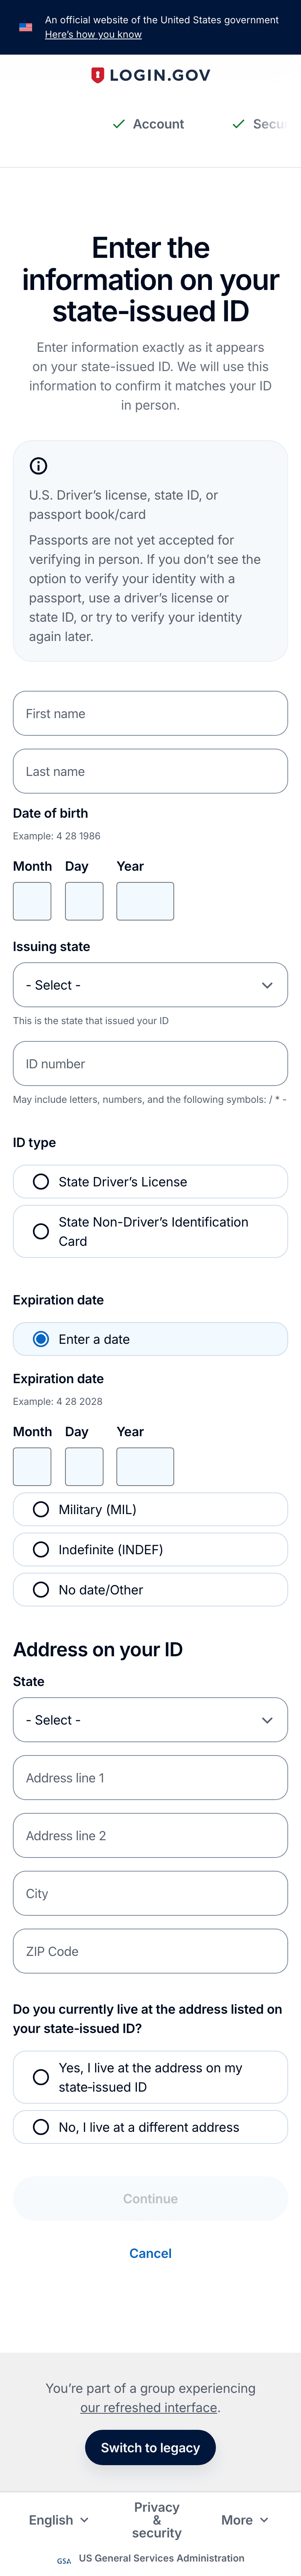 An official website of the United States government
Here's how you know
LOGIN.GOV
Account
Secu
Enter the
information on your
state-issued ID
Enter information exactly as it appears
on your state-issued ID. We will use this
information to confirm it matches your ID
in person.
U.S. Driver's license, state ID, or
passport book/card
Passports are not yet accepted for
verifying in person. If you don't see the
option to verify your identity with a
passport, use a driver's license or
state ID, or try to verify your identity
again later.
First name
Last name
Date of birth
Example: 4 28 1986
Month Day Year
Issuing state
- Select -
This is the state that issued your ID
ID number
May include letters, numbers, and the following symbols: / * -
ID type
State Driver's License
State Non-Driver's Identification
Card
Expiration date
Enter a date
Expiration date
Example: 4 28 2028
Month Day Year
Military (MIL)
Indefinite (INDEF)
No date/Other
Address on your ID
State
- Select -
Address line 1
Address line 2
City
ZIP Code
Do you currently live at the address listed on
your state-issued ID?
Yes, I live at the address on my
state-issued ID
No, I live at a different address
Continue
Cancel
You're part of a group experiencing
our refreshed interface.
Switch to legacy
English
Privacy
&
security
More
GSA US General Services Administration